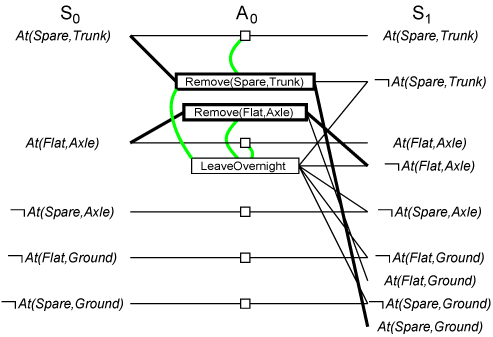 S0 A0 S1
At(Spare,Trunk) At(Spare,Trunk)
Remove(Spare,Trunk) ¬At(Spare,Trunk)
Remove(Flat,Axle)
At(Flat,Axle) At(Flat,Axle)
LeaveOvernight ¬At(Flat,Axle)
¬At(Spare,Axle) ¬At(Spare,Axle)
¬At(Flat,Ground) ¬At(Flat,Ground)
At(Flat,Ground)
¬At(Spare,Ground) ¬At(Spare,Ground)
At(Spare,Ground)